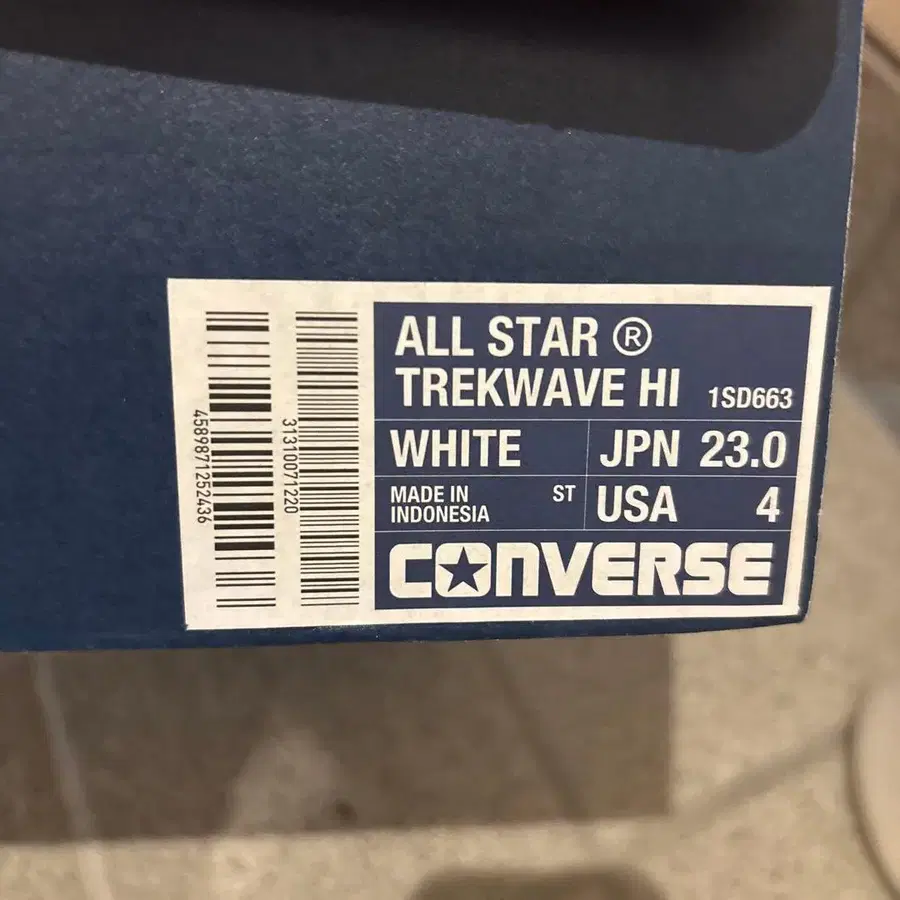 ALL STAR ®
TREKWAVE HI 1SD663
WHITE JPN 23.0
MADE IN INDONESIA ST USA 4
CONVERSE
4589871252436
31310071220